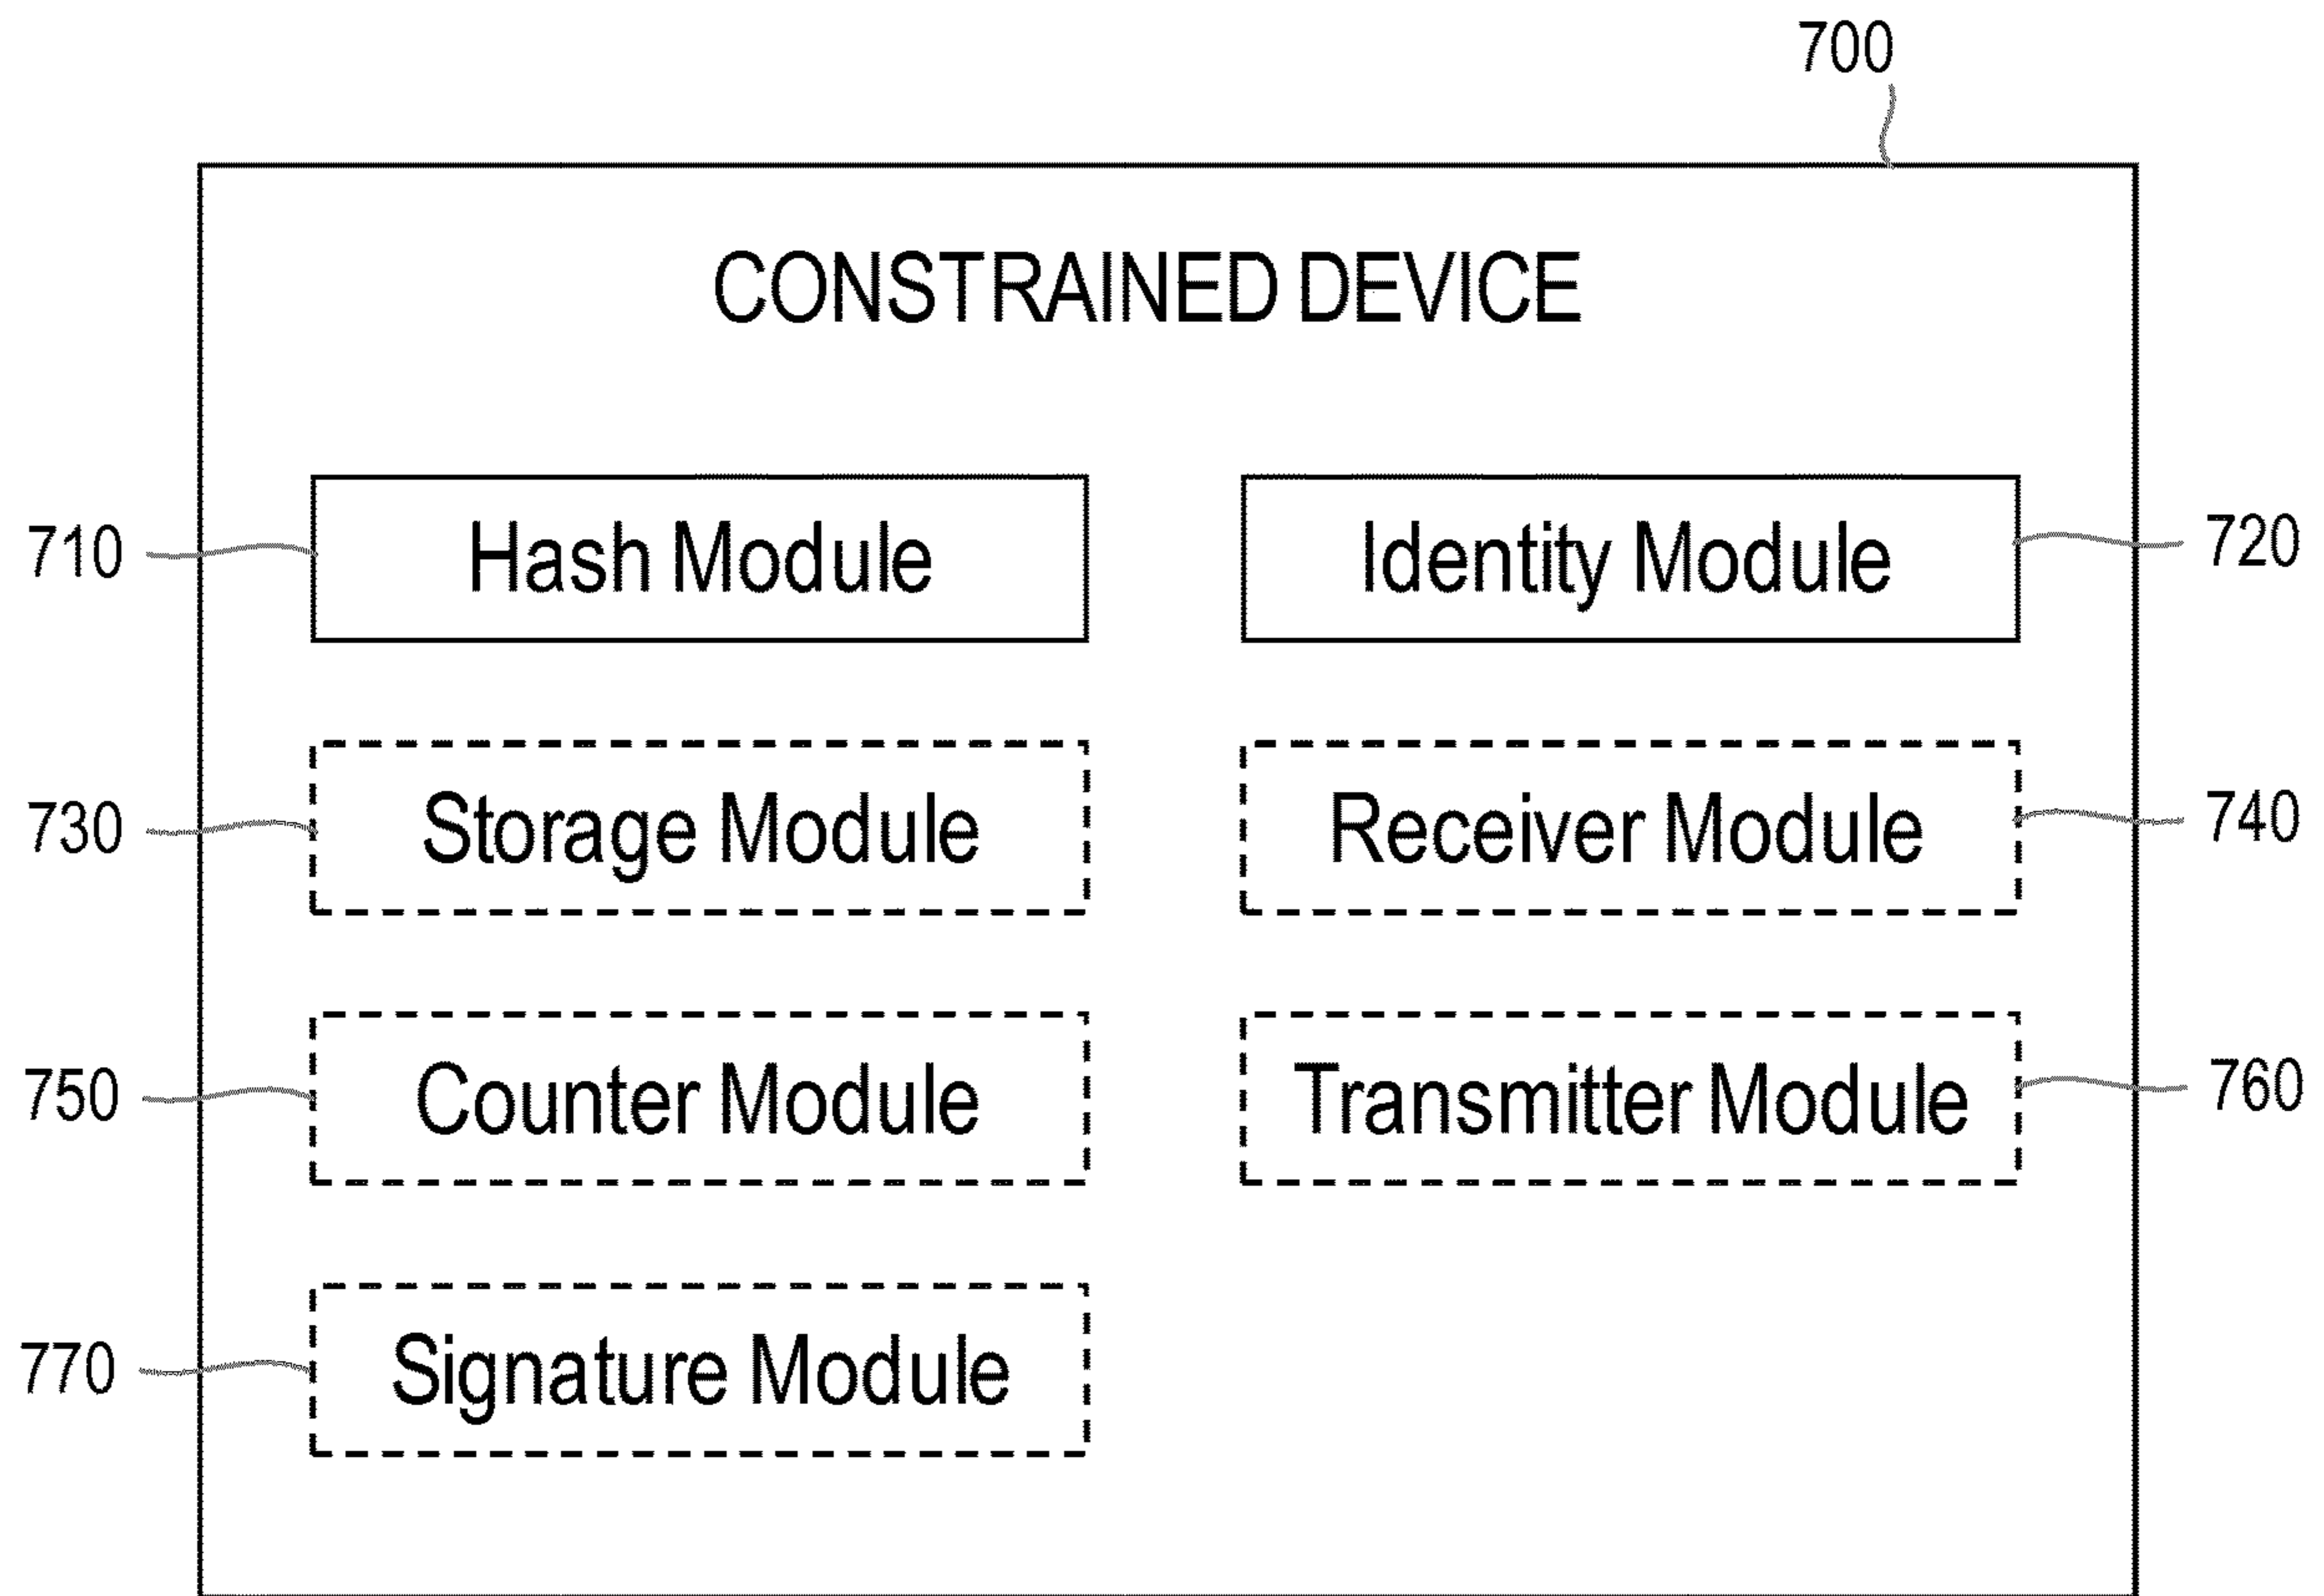 700
CONSTRAINED DEVICE
710 Hash Module Identity Module 720
730 Storage Module Receiver Module 740
750 Counter Module Transmitter Module 760
770 Signature Module